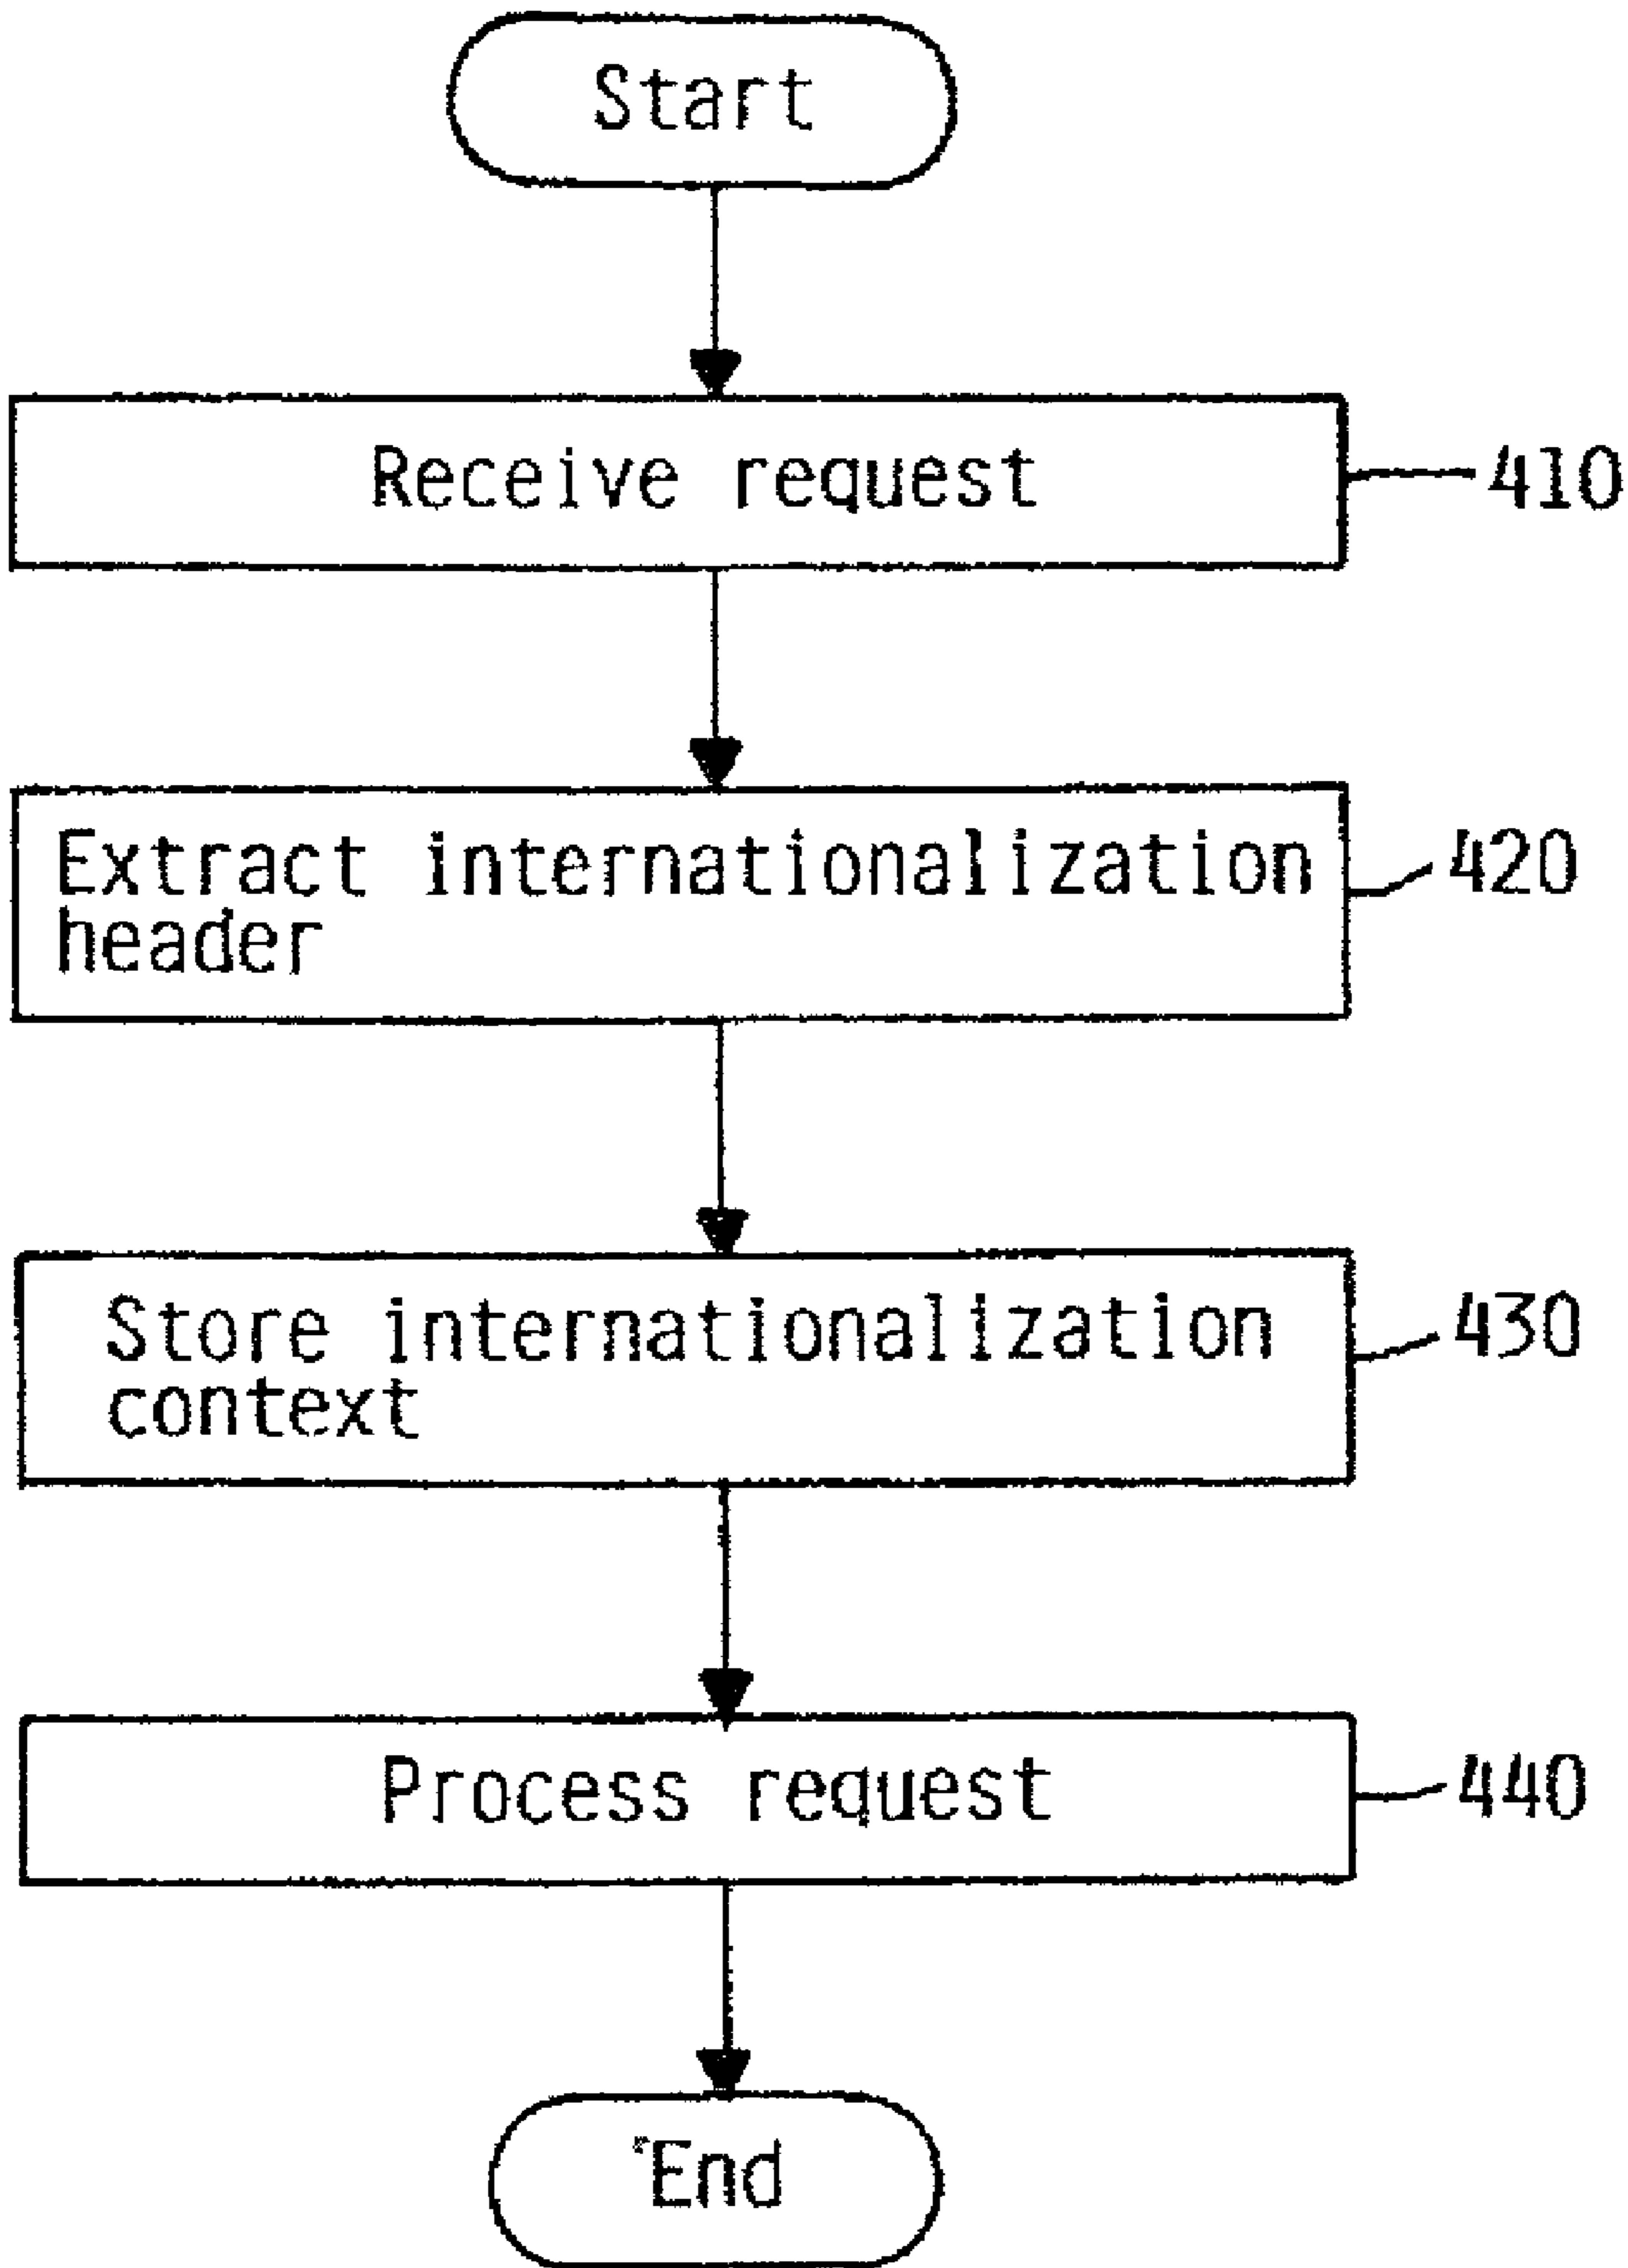 Start
Receive request
410
Extract internationalization
header
420
Store internationalization
context
430
Process request
440
End